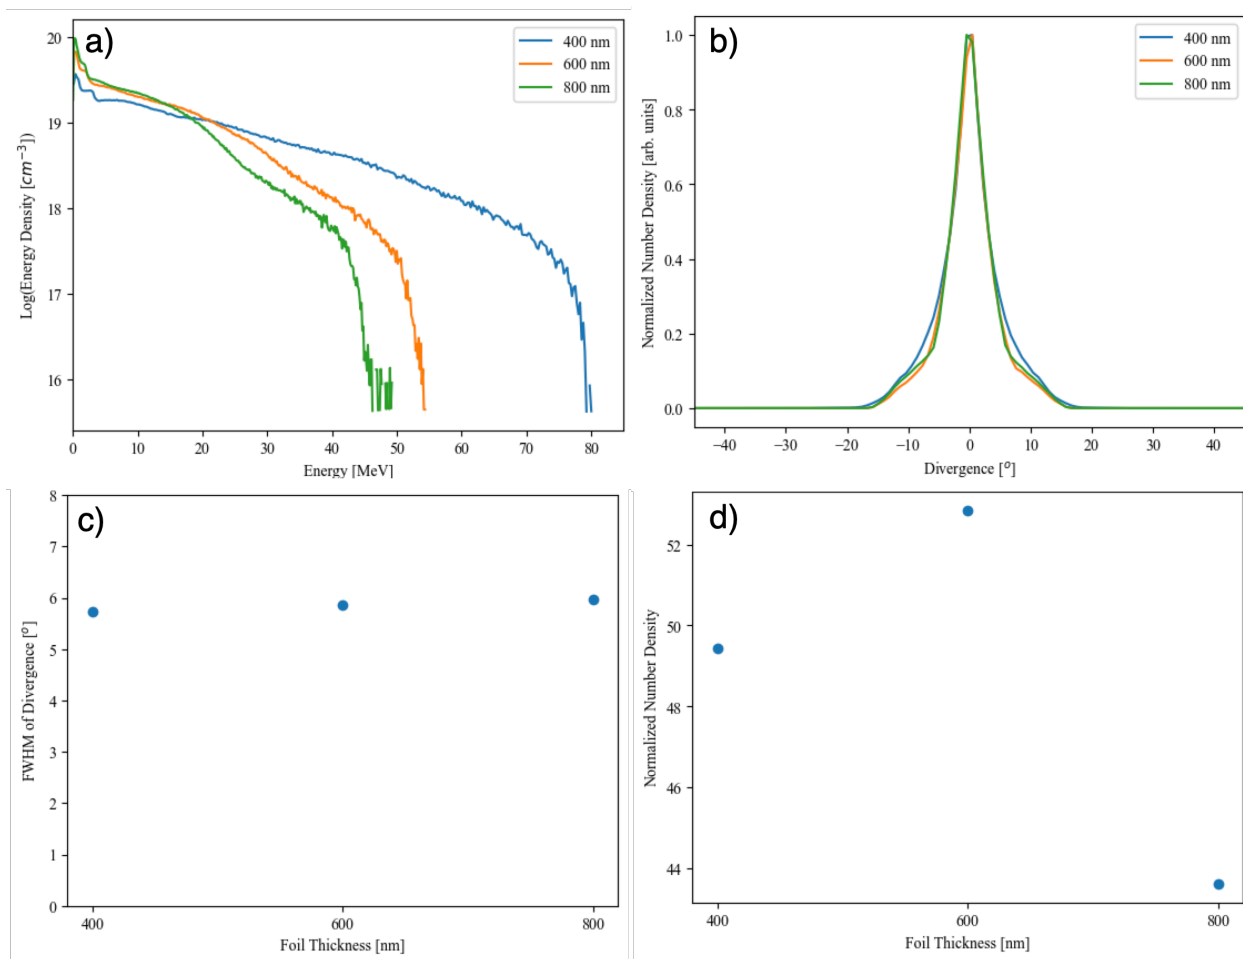 a)
400 nm
600 nm
800 nm
20
19
18
17
16
Log(Energy Density [cm⁻³])
0 10 20 30 40 50 60 70 80
Energy [MeV]
b)
400 nm
600 nm
800 nm
1.0
0.8
0.6
0.4
0.2
0.0
Normalized Number Density [arb. units]
−40 −30 −20 −10 0 10 20 30 40
Divergence [°]
c)
8
7
6
5
4
3
2
1
0
FWHM of Divergence [°]
400 600 800
Foil Thickness [nm]
d)
52
50
48
46
44
Normalized Number Density
400 600 800
Foil Thickness [nm]